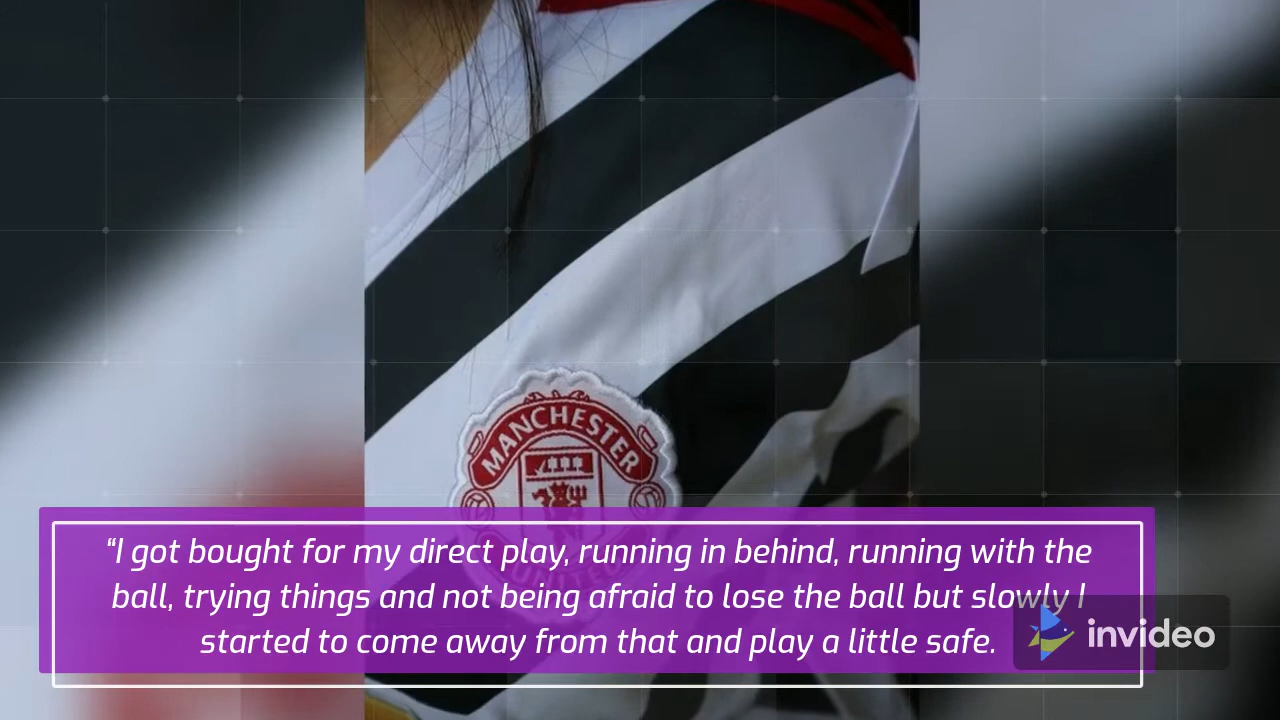 MANCHESTER
UNITED
“I got bought for my direct play, running in behind, running with the
ball, trying things and not being afraid to lose the ball but slowly I
started to come away from that and play a little safe.
invideo